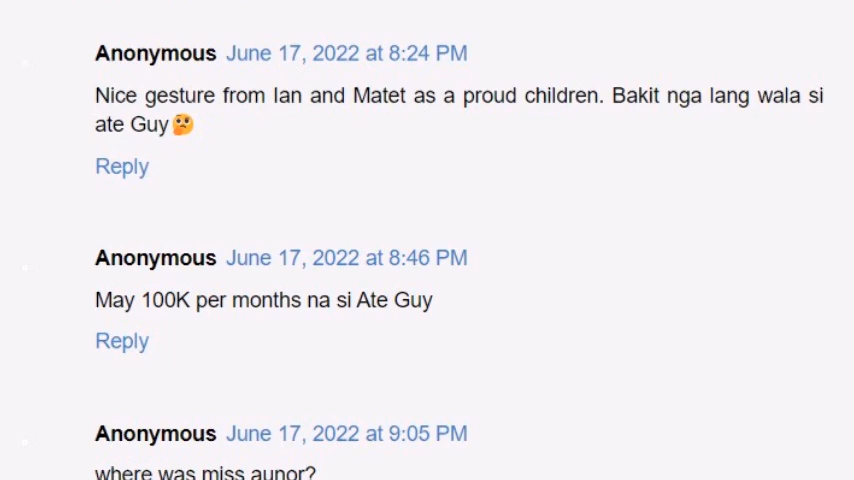 Anonymous June 17, 2022 at 8:24 PM
Nice gesture from Ian and Matet as a proud children. Bakit nga lang wala si
ate Guy🤔
Reply
Anonymous June 17, 2022 at 8:46 PM
May 100K per months na si Ate Guy
Reply
Anonymous June 17, 2022 at 9:05 PM
where was miss aunor?